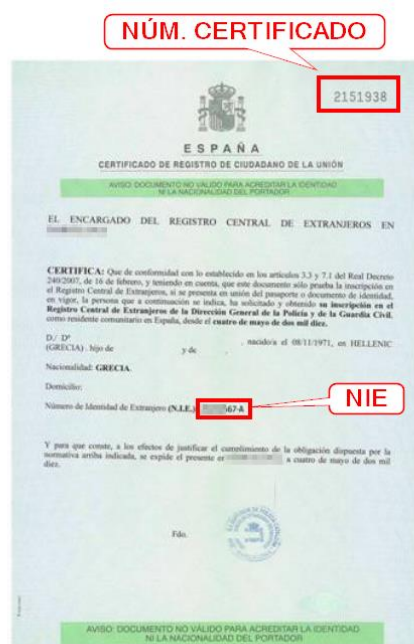 NÚM. CERTIFICADO
2151938
ESPAÑA
CERTIFICADO DE REGISTRO DE CIUDADANO DE LA UNIÓN
AVISO: DOCUMENTO NO VÁLIDO PARA ACREDITAR LA IDENTIDAD
NI LA NACIONALIDAD DEL PORTADOR
EL ENCARGADO DEL REGISTRO CENTRAL DE EXTRANJEROS EN
CERTIFICA: Que de conformidad con lo establecido en los artículos 3.3 y 7.1 del Real Decreto
240/2007, de 16 de febrero, y teniendo en cuenta, que este documento sólo prueba la inscripción en
el Registro Central de Extranjeros, si se presenta en unión del pasaporte o documento de identidad,
en vigor, la persona que a continuación se indica, ha solicitado y obtenido su inscripción en el
Registro Central de Extranjeros de la Dirección General de la Policía y de la Guardia Civil,
como residente comunitario en España, desde el cuatro de mayo de dos mil diez.
D./ Dª , nacido/a el 08/11/1971, en HELLENIC
(GRECIA) , hijo de y de
Nacionalidad: GRECIA.
Domicilio:
Número de Identidad de Extranjero (N.I.E.) 67-A
NIE
Y para que conste, a los efectos de justificar el cumplimiento de la obligación dispuesta por la
normativa arriba indicada, se expide el presente en a cuatro de mayo de dos mil
diez.
Fdo.
AVISO: DOCUMENTO NO VÁLIDO PARA ACREDITAR LA IDENTIDAD
NI LA NACIONALIDAD DEL PORTADOR